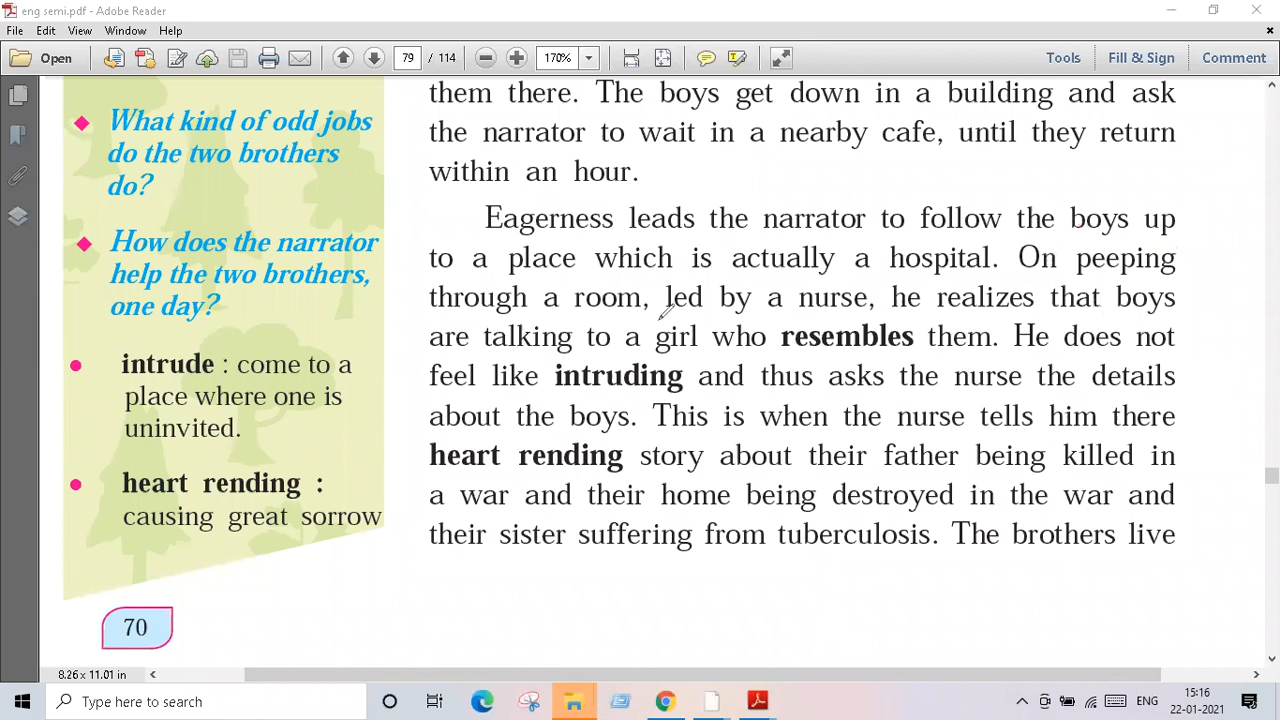 eng semi.pdf - Adobe Reader
File Edit View Window Help
Open 79 / 114 170% Tools Fill & Sign Comment
What kind of odd jobs
do the two brothers
do?
How does the narrator
help the two brothers,
one day?
intrude : come to a
place where one is
uninvited.
heart rending :
causing great sorrow
70
them there. The boys get down in a building and ask
the narrator to wait in a nearby cafe, until they return
within an hour.
Eagerness leads the narrator to follow the boys up
to a place which is actually a hospital. On peeping
through a room, led by a nurse, he realizes that boys
are talking to a girl who resembles them. He does not
feel like intruding and thus asks the nurse the details
about the boys. This is when the nurse tells him there
heart rending story about their father being killed in
a war and their home being destroyed in the war and
their sister suffering from tuberculosis. The brothers live
8.26 x 11.01 in
Type here to search
ENG
15:16
22-01-2021